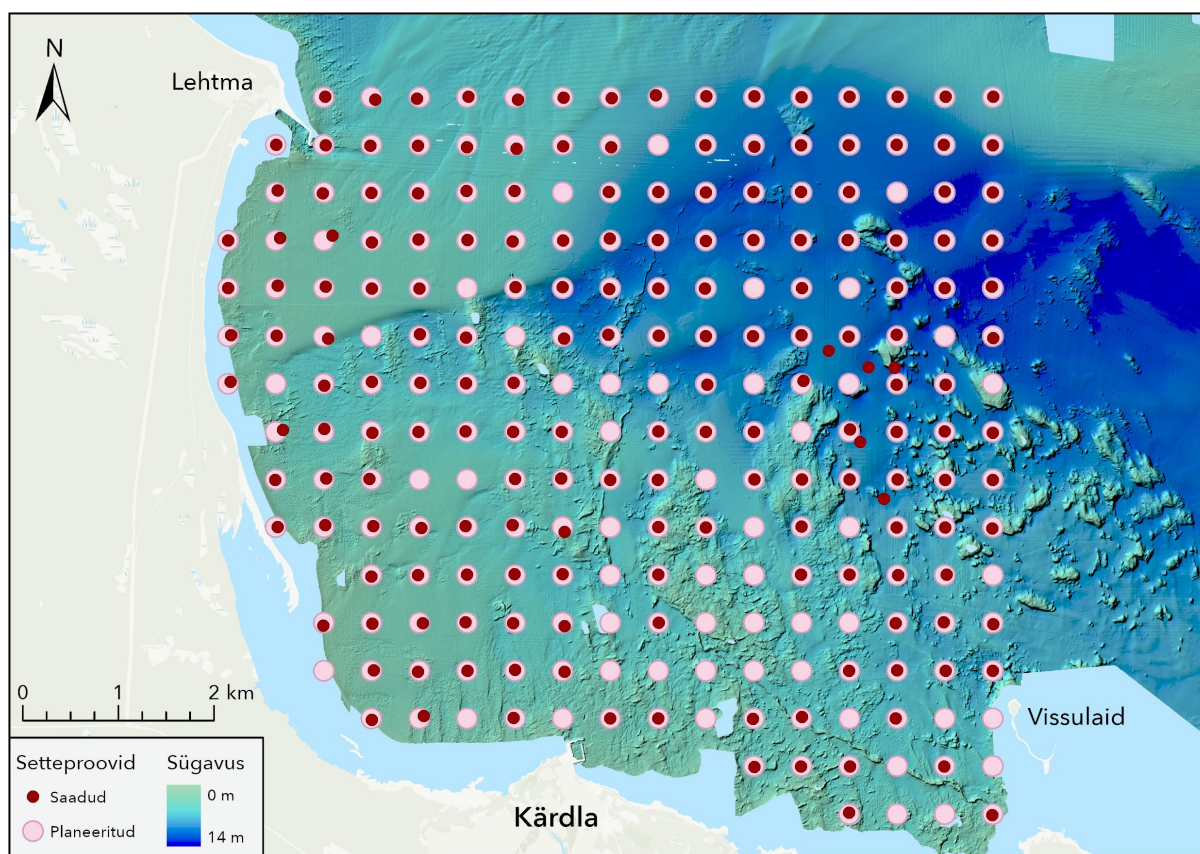 N
Lehtma
0 1 2 km
Vissulaid
Kärdla
Setteproovid
Saadud
Planeeritud
Sügavus
0 m
14 m